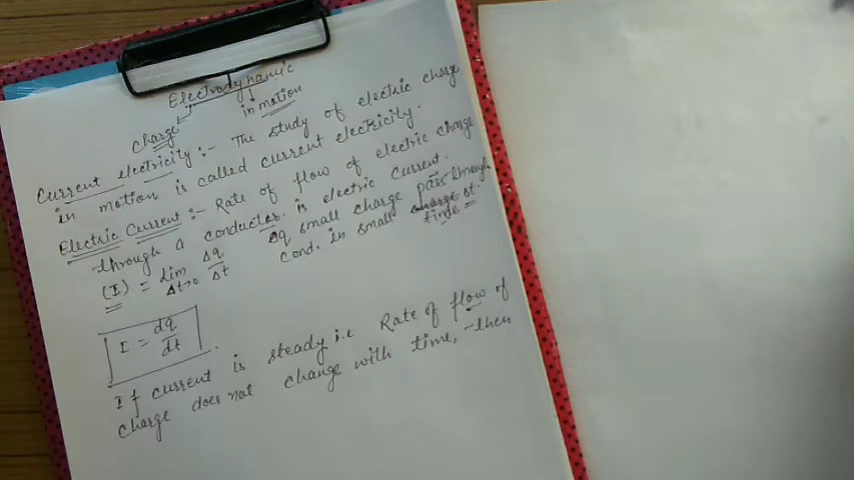 Electrodynamic
charge in motion
Current electricity :- The study of electric charge
in motion is called current electricity.
Electric Current :- Rate of flow of electric charge
through a conductor. is electric current.
(I) = lim Δt→0 Δq/Δt Δq small charge pass through
cond. in small charge Δt.
time
I = dq/dt
If current is steady i.e Rate of flow of
charge does not change with time, then